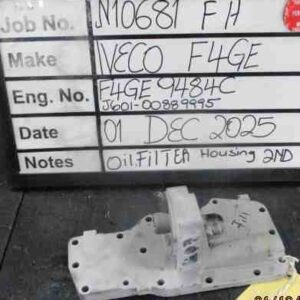 Job No. N10681 FH
Make IVECO F4GE
Eng. No. F4GE 9484C
J601-00889995
Date 01 DEC 2025
Notes Oil FILTER Housing 2ND